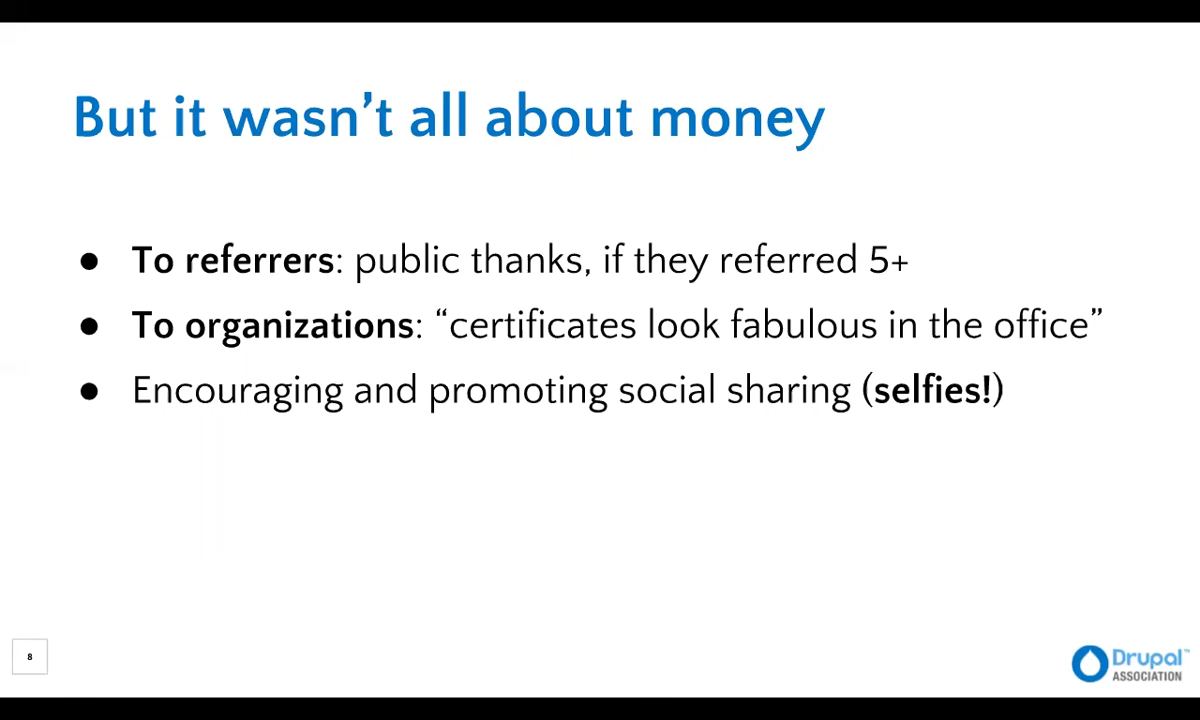 But it wasn’t all about money
● To referrers: public thanks, if they referred 5+
● To organizations: “certificates look fabulous in the office”
● Encouraging and promoting social sharing (selfies!)
8
Drupal™
ASSOCIATION